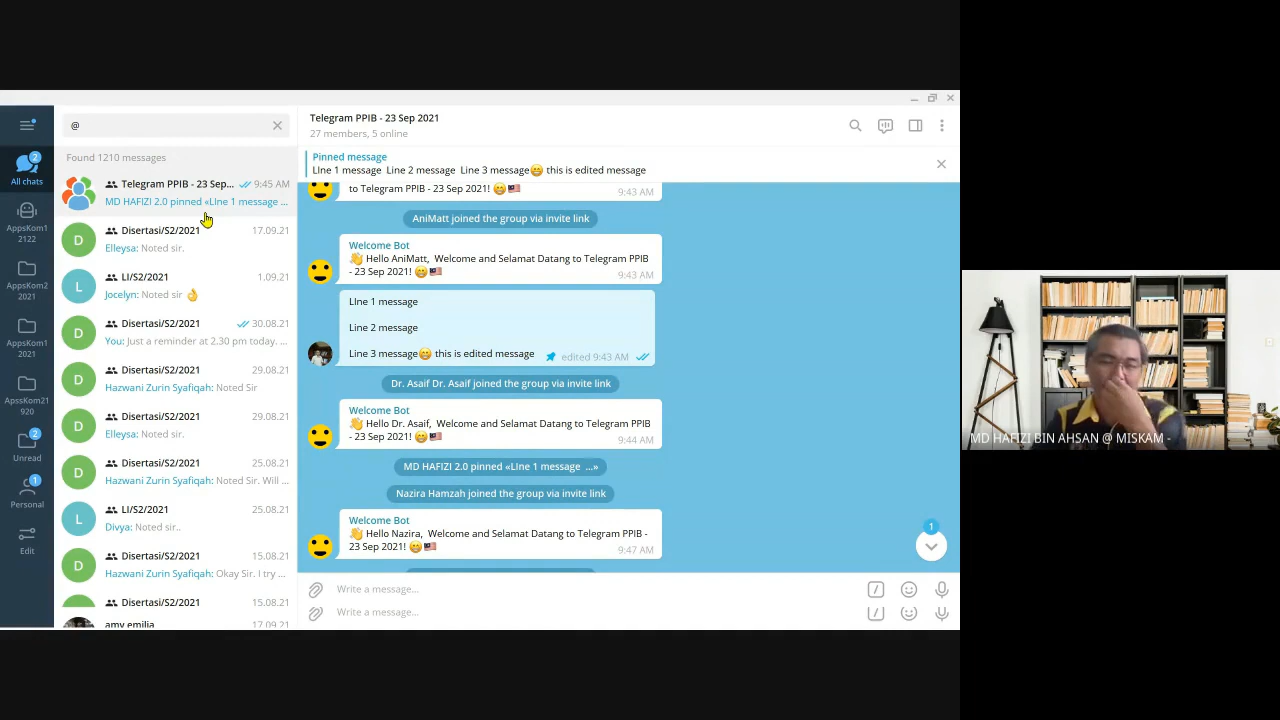 @
Found 1210 messages
2
All chats
AppsKom1
2122
AppsKom2
2021
AppsKom1
2021
AppsKom21
920
2
Unread
1
Personal
Edit
Telegram PPIB - 23 Sep... 9:45 AM
MD HAFIZI 2.0 pinned «LIne 1 message ...
D
Disertasi/S2/2021 17.09.21
Elleysa: Noted sir.
L
LI/S2/2021 1.09.21
Jocelyn: Noted sir 👌
D
Disertasi/S2/2021 30.08.21
You: Just a reminder at 2.30 pm today. ...
D
Disertasi/S2/2021 29.08.21
Hazwani Zurin Syafiqah: Noted Sir
D
Disertasi/S2/2021 29.08.21
Elleysa: Noted sir.
D
Disertasi/S2/2021 25.08.21
Hazwani Zurin Syafiqah: Noted Sir. Will ...
L
LI/S2/2021 25.08.21
Divya: Noted sir..
D
Disertasi/S2/2021 15.08.21
Hazwani Zurin Syafiqah: Okay Sir. I try ...
Disertasi/S2/2021 15.08.21
amy emilia 17.09.21
Telegram PPIB - 23 Sep 2021
27 members, 5 online
Pinned message
LIne 1 message Line 2 message Line 3 message😁 this is edited message
to Telegram PPIB - 23 Sep 2021! 😁🇲🇾 9:43 AM
AniMatt joined the group via invite link
Welcome Bot
👋 Hello AniMatt, Welcome and Selamat Datang to Telegram PPIB
- 23 Sep 2021! 😁🇲🇾 9:43 AM
LIne 1 message
Line 2 message
Line 3 message😁 this is edited message edited 9:43 AM
Dr. Asaif Dr. Asaif joined the group via invite link
Welcome Bot
👋 Hello Dr. Asaif, Welcome and Selamat Datang to Telegram PPIB
- 23 Sep 2021! 😁🇲🇾 9:44 AM
MD HAFIZI 2.0 pinned «LIne 1 message ...»
Nazira Hamzah joined the group via invite link
Welcome Bot
👋 Hello Nazira, Welcome and Selamat Datang to Telegram PPIB -
23 Sep 2021! 😁🇲🇾 9:47 AM
1
Write a message...
Write a message...
MD HAFIZI BIN AHSAN @ MISKAM -